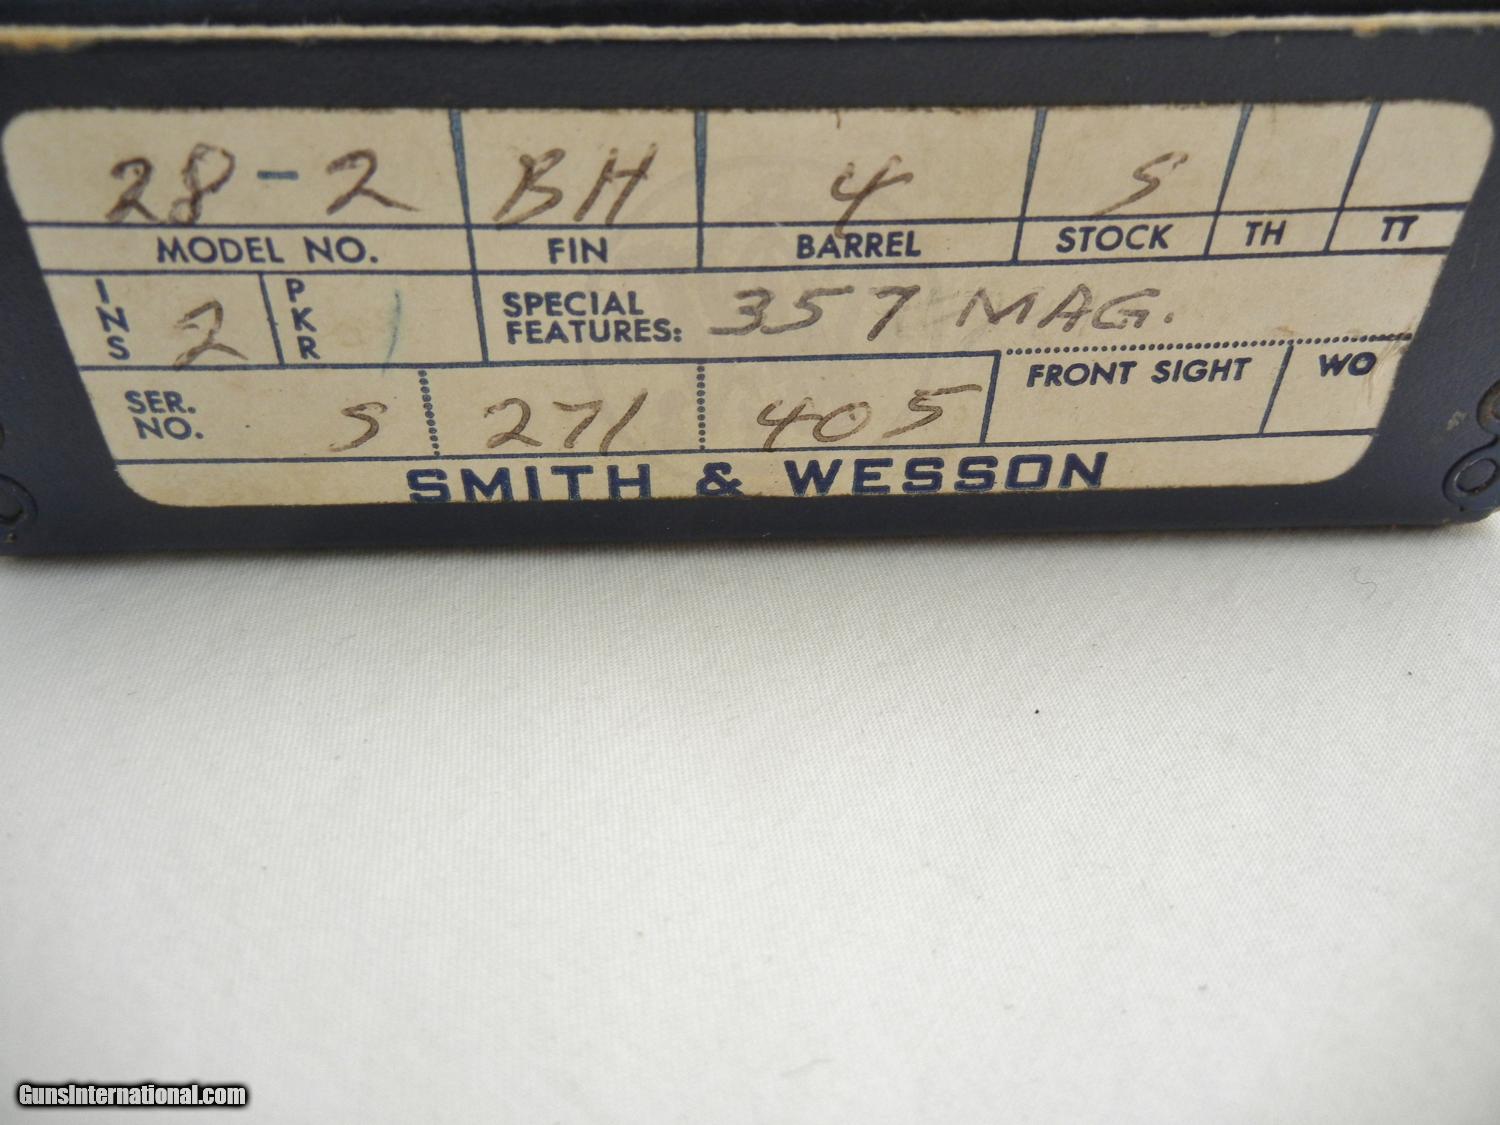 28-2 BH 4 S
MODEL NO. FIN BARREL STOCK TH TT
INS 2 PKR 1 SPECIAL FEATURES: 357 MAG.
FRONT SIGHT WO
SER. NO. S 271 405
SMITH & WESSON
GunsInternational.com